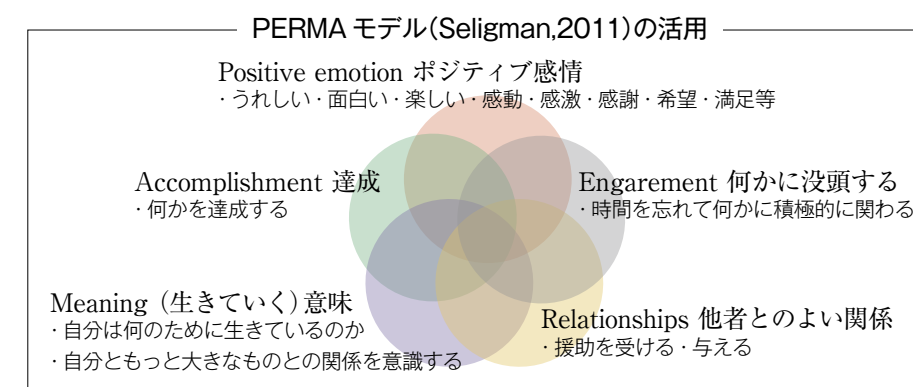 PERMA モデル(Seligman,2011)の活用
Positive emotion ポジティブ感情
・うれしい・面白い・楽しい・感動・感激・感謝・希望・満足等
Accomplishment 達成
・何かを達成する
Engarement 何かに没頭する
・時間を忘れて何かに積極的に関わる
Meaning（生きていく）意味
・自分は何のために生きているのか
・自分ともっと大きなものとの関係を意識する
Relationships 他者とのよい関係
・援助を受ける・与える